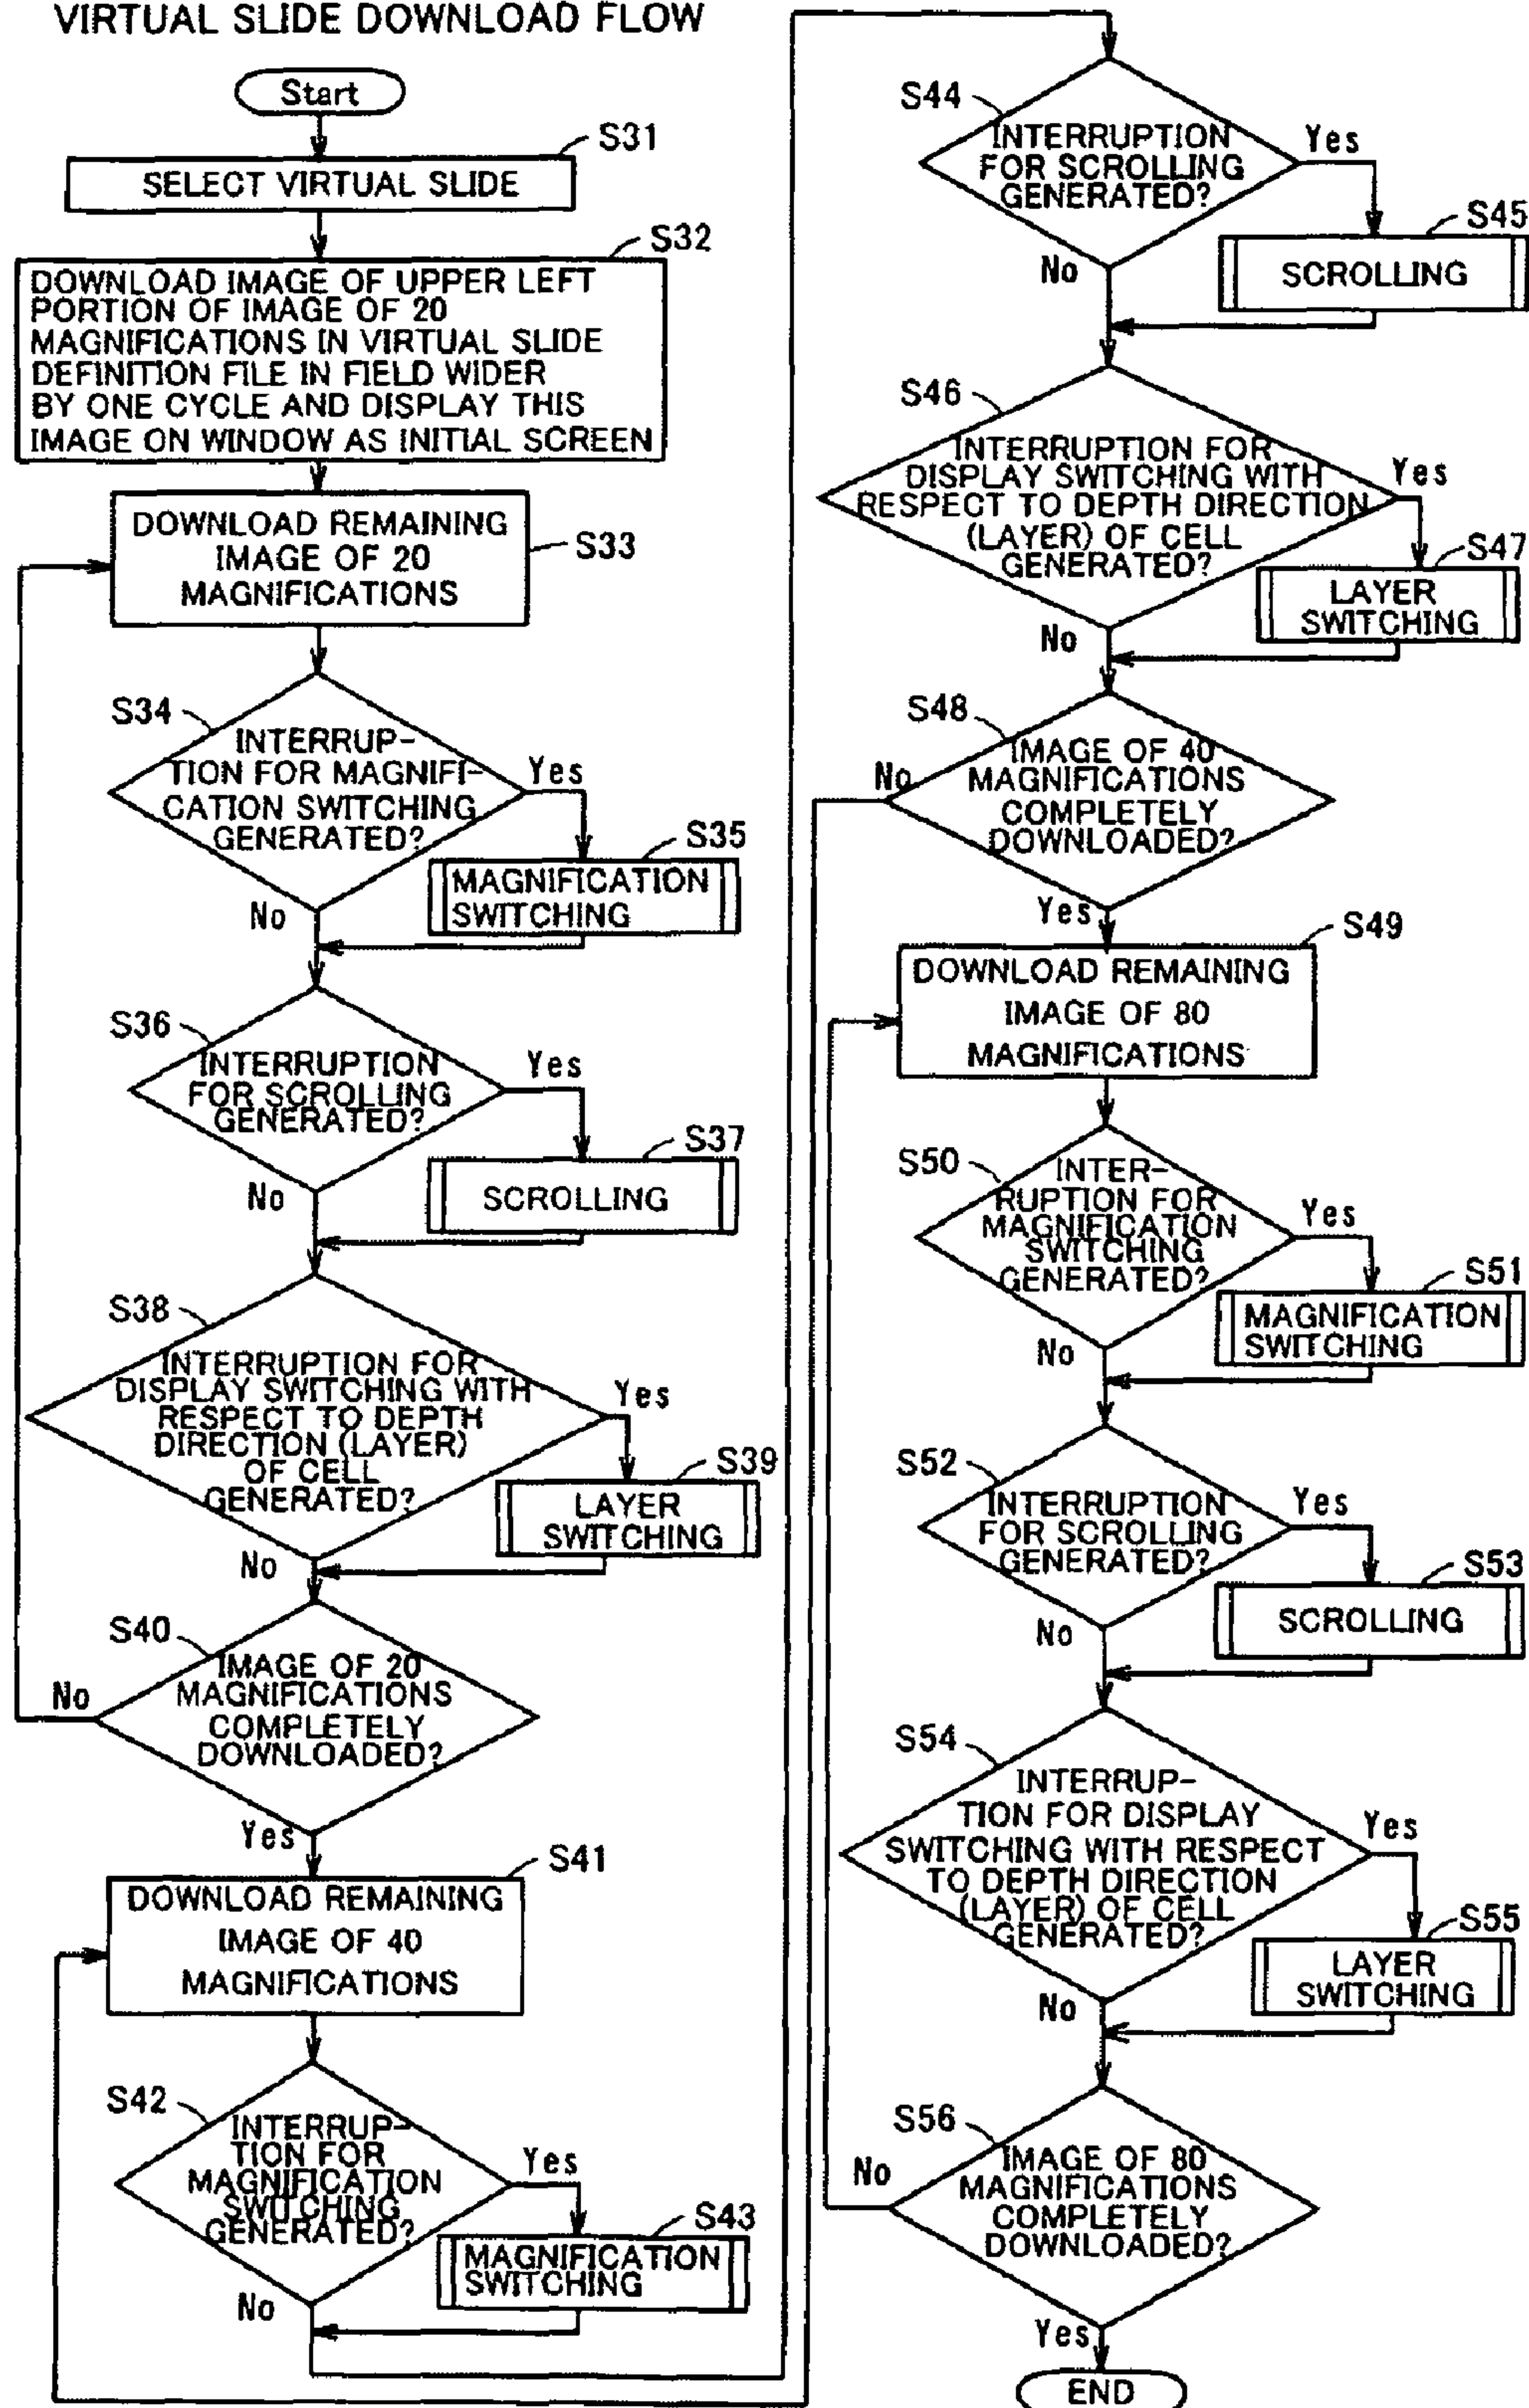 VIRTUAL SLIDE DOWNLOAD FLOW
Start
S31
SELECT VIRTUAL SLIDE
S32
DOWNLOAD IMAGE OF UPPER LEFT
PORTION OF IMAGE OF 20
MAGNIFICATIONS IN VIRTUAL SLIDE
DEFINITION FILE IN FIELD WIDER
BY ONE CYCLE AND DISPLAY THIS
IMAGE ON WINDOW AS INITIAL SCREEN
DOWNLOAD REMAINING
IMAGE OF 20
MAGNIFICATIONS
S33
S34
INTERRUP-
TION FOR MAGNIFI-
CATION SWITCHING
GENERATED?
Yes
No
S35
MAGNIFICATION
SWITCHING
S36
INTERRUPTION
FOR SCROLLING
GENERATED?
Yes
No
S37
SCROLLING
S38
INTERRUPTION FOR
DISPLAY SWITCHING WITH
RESPECT TO DEPTH
DIRECTION (LAYER)
OF CELL
GENERATED?
Yes
No
S39
LAYER
SWITCHING
S40
IMAGE OF 20
MAGNIFICATIONS
COMPLETELY
DOWNLOADED?
No
Yes
S41
DOWNLOAD REMAINING
IMAGE OF 40
MAGNIFICATIONS
S42
INTERRUP-
TION FOR
MAGNIFICATION
SWITCHING
GENERATED?
Yes
No
S43
MAGNIFICATION
SWITCHING
S44
INTERRUPTION
FOR SCROLLING
GENERATED?
Yes
No
S45
SCROLLING
S46
INTERRUPTION FOR
DISPLAY SWITCHING WITH
RESPECT TO DEPTH DIRECTION
(LAYER) OF CELL
GENERATED?
Yes
No
S47
LAYER
SWITCHING
S48
IMAGE OF 40
MAGNIFICATIONS
COMPLETELY
DOWNLOADED?
No
Yes
S49
DOWNLOAD REMAINING
IMAGE OF 80
MAGNIFICATIONS
S50
INTER-
RUPTION FOR
MAGNIFICATION
SWITCHING
GENERATED?
Yes
No
S51
MAGNIFICATION
SWITCHING
S52
INTERRUPTION
FOR SCROLLING
GENERATED?
Yes
No
S53
SCROLLING
S54
INTERRUP-
TION FOR DISPLAY
SWITCHING WITH RESPECT
TO DEPTH DIRECTION
(LAYER) OF CELL
GENERATED?
Yes
No
S55
LAYER
SWITCHING
S56
IMAGE OF 80
MAGNIFICATIONS
COMPLETELY
DOWNLOADED?
No
Yes
END